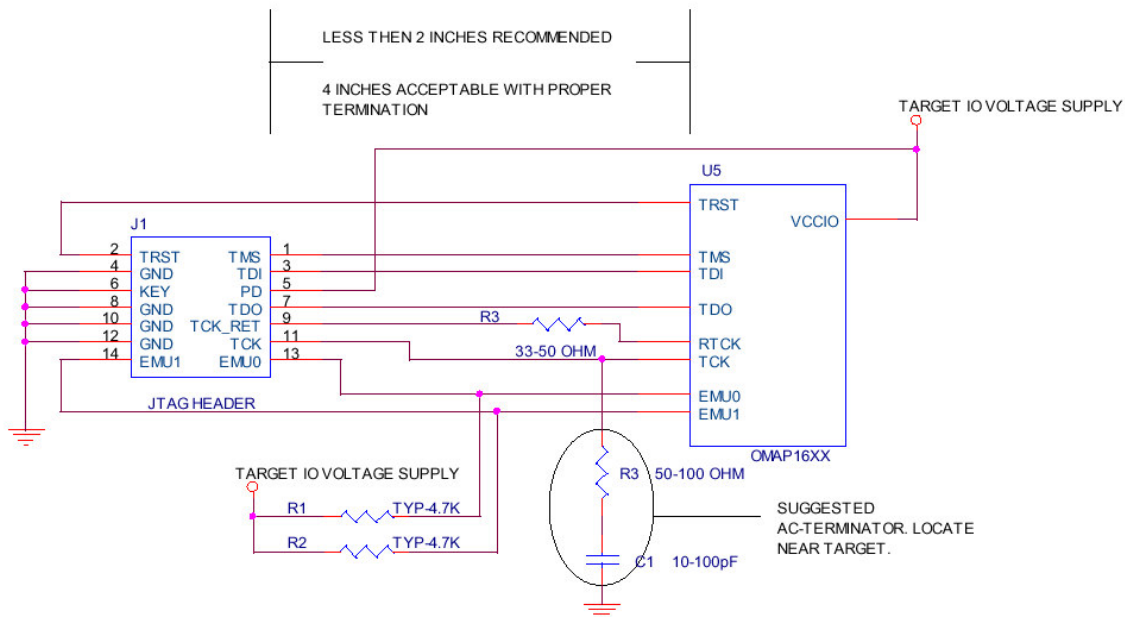 LESS THEN 2 INCHES RECOMMENDED
4 INCHES ACCEPTABLE WITH PROPER
TERMINATION
TARGET IO VOLTAGE SUPPLY
U5
TRST
VCCIO
J1
2 TRST TMS 1 TMS
4 GND TDI 3 TDI
6 KEY PD 5
8 GND TDO 7 TDO
10 GND TCK_RET 9 R3
RTCK
12 GND TCK 11
33-50 OHM TCK
14 EMU1 EMU0 13
EMU0
JTAG HEADER EMU1
OMAP16XX
TARGET IO VOLTAGE SUPPLY
R3 50-100 OHM
R1 TYP-4.7K
R2 TYP-4.7K
SUGGESTED
AC-TERMINATOR. LOCATE
NEAR TARGET.
C1 10-100pF